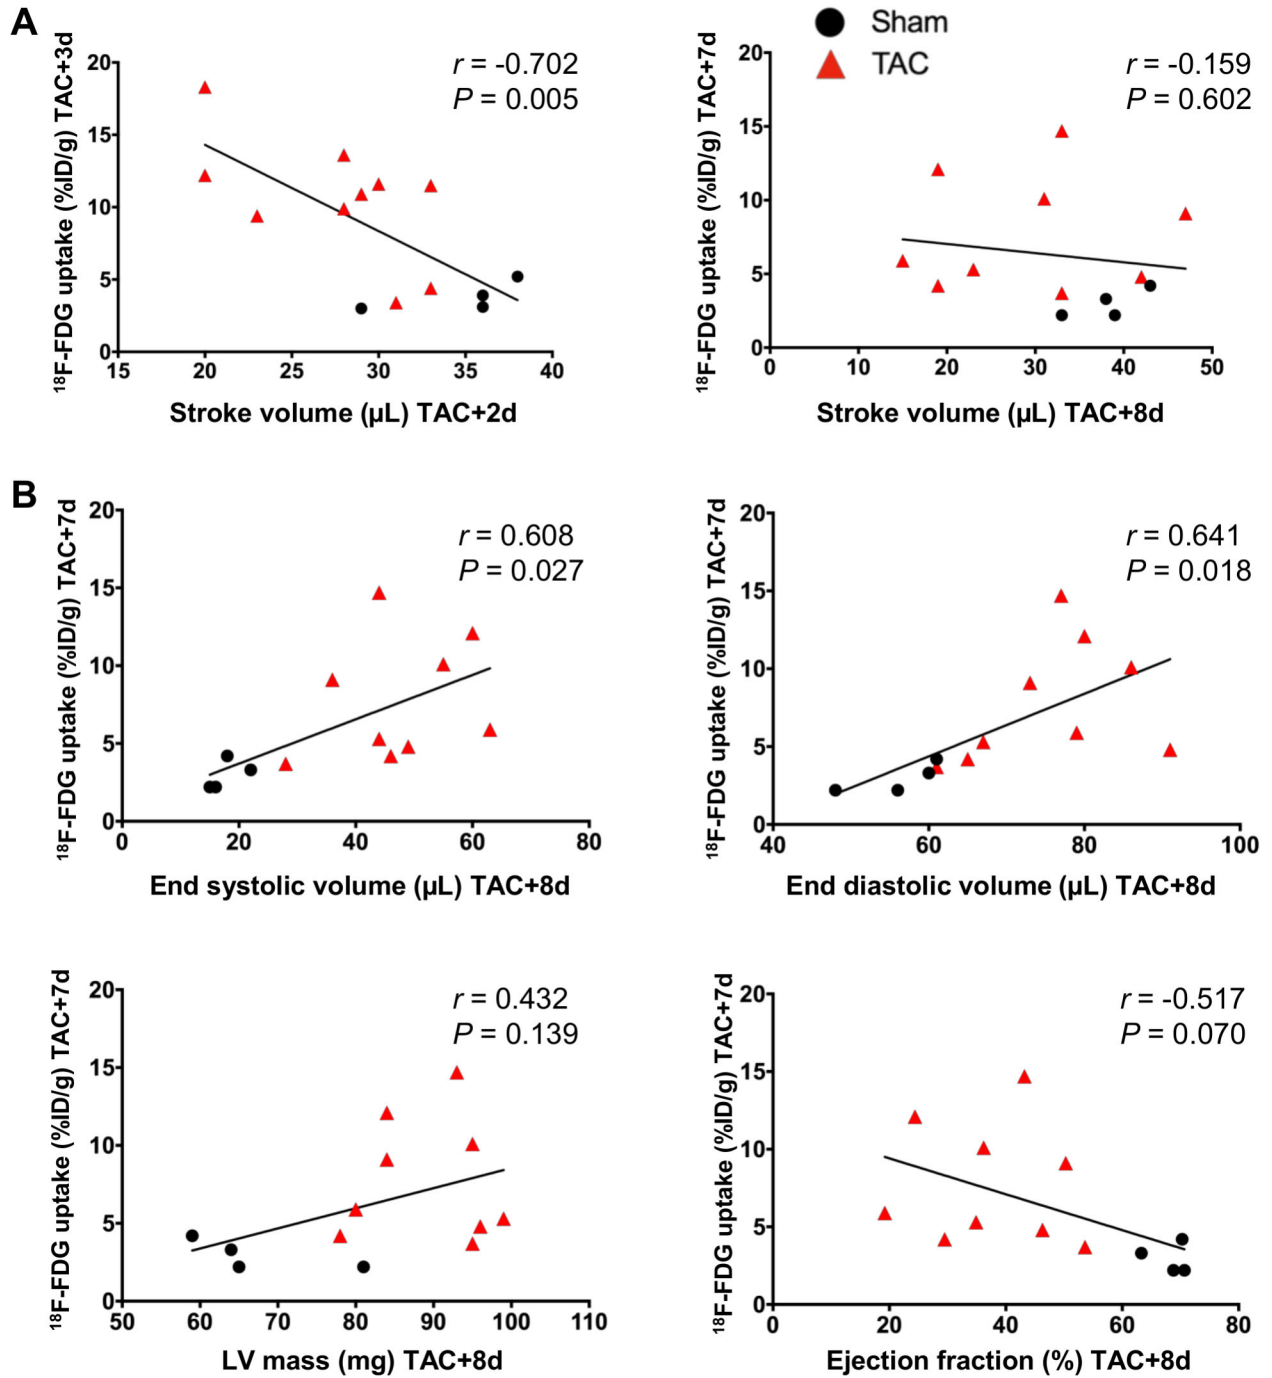 A
Sham
TAC
¹⁸F-FDG uptake (%ID/g) TAC+3d
20
15
10
5
0
r = -0.702
P = 0.005
15 20 25 30 35 40
Stroke volume (µL) TAC+2d
¹⁸F-FDG uptake (%ID/g) TAC+7d
20
15
10
5
0
r = -0.159
P = 0.602
0 10 20 30 40 50
Stroke volume (µL) TAC+8d
B
¹⁸F-FDG uptake (%ID/g) TAC+7d
20
15
10
5
0
r = 0.608
P = 0.027
0 20 40 60 80
End systolic volume (µL) TAC+8d
¹⁸F-FDG uptake (%ID/g) TAC+7d
20
15
10
5
0
r = 0.641
P = 0.018
40 60 80 100
End diastolic volume (µL) TAC+8d
¹⁸F-FDG uptake (%ID/g) TAC+7d
20
15
10
5
0
r = 0.432
P = 0.139
50 60 70 80 90 100 110
LV mass (mg) TAC+8d
¹⁸F-FDG uptake (%ID/g) TAC+7d
20
15
10
5
0
r = -0.517
P = 0.070
0 20 40 60 80
Ejection fraction (%) TAC+8d